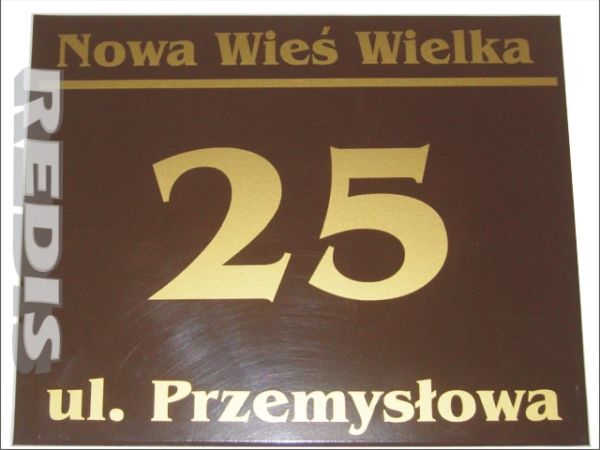 Nowa Wieś Wielka
25
ul. Przemysłowa
REDIS